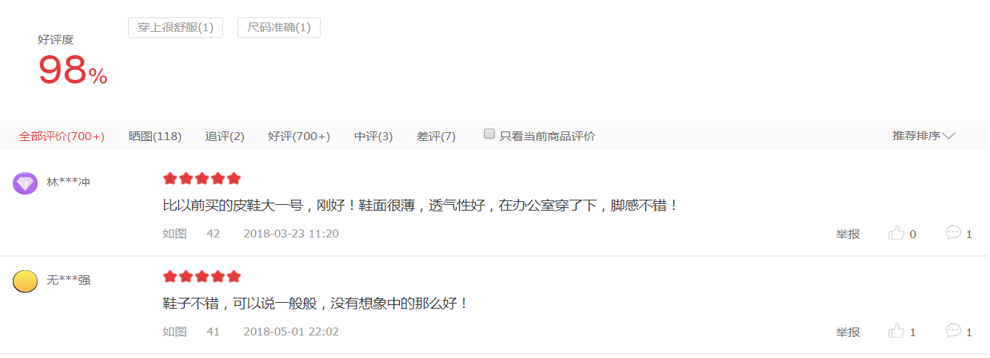 穿上很舒服(1) 尺码准确(1)
好评度
98%
全部评价(700+) 晒图(118) 追评(2) 好评(700+) 中评(3) 差评(7) 只看当前商品评价 推荐排序
林***冲
比以前买的皮鞋大一号，刚好！鞋面很薄，透气性好，在办公室穿了下，脚感不错！
如图 42 2018-03-23 11:20 举报 0 1
无***强
鞋子不错，可以说一般般，没有想象中的那么好！
如图 41 2018-05-01 22:02 举报 1 1